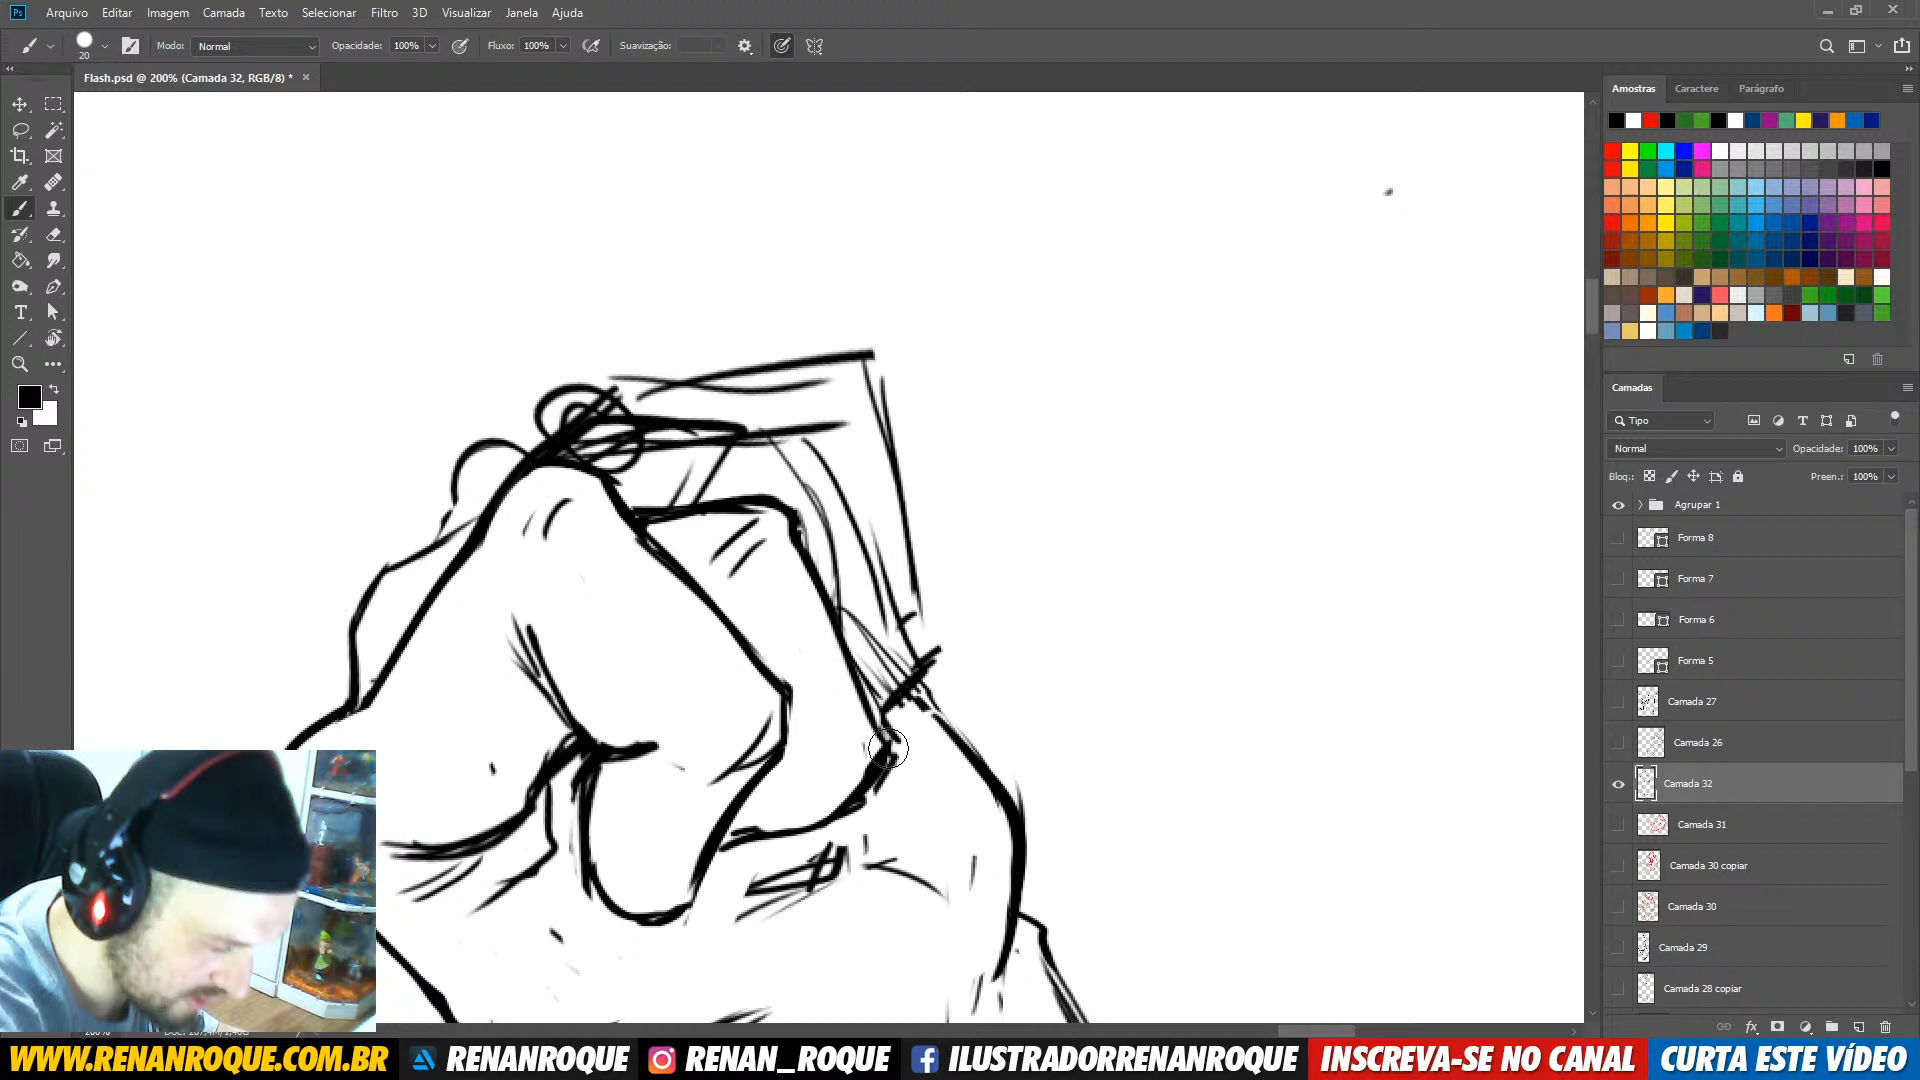 Ps Arquivo Editar Imagem Camada Texto Selecionar Filtro 3D Visualizar Janela Ajuda
20 Modo: Normal Opacidade: 100% Fluxo: 100% Suavização:
Flash.psd @ 200% (Camada 32, RGB/8) *
Amostras Caractere Parágrafo
Camadas
Tipo
Normal Opacidade: 100%
Bloq.: Preen.: 100%
Agrupar 1
Forma 8
Forma 7
Forma 6
Forma 5
Camada 27
Camada 26
Camada 32
Camada 31
Camada 30 copiar
Camada 30
Camada 29
Camada 28 copiar
WWW.RENANROQUE.COM.BR RENANROQUE RENAN_ROQUE ILUSTRADORRENANROQUE INSCREVA-SE NO CANAL CURTA ESTE VÍDEO